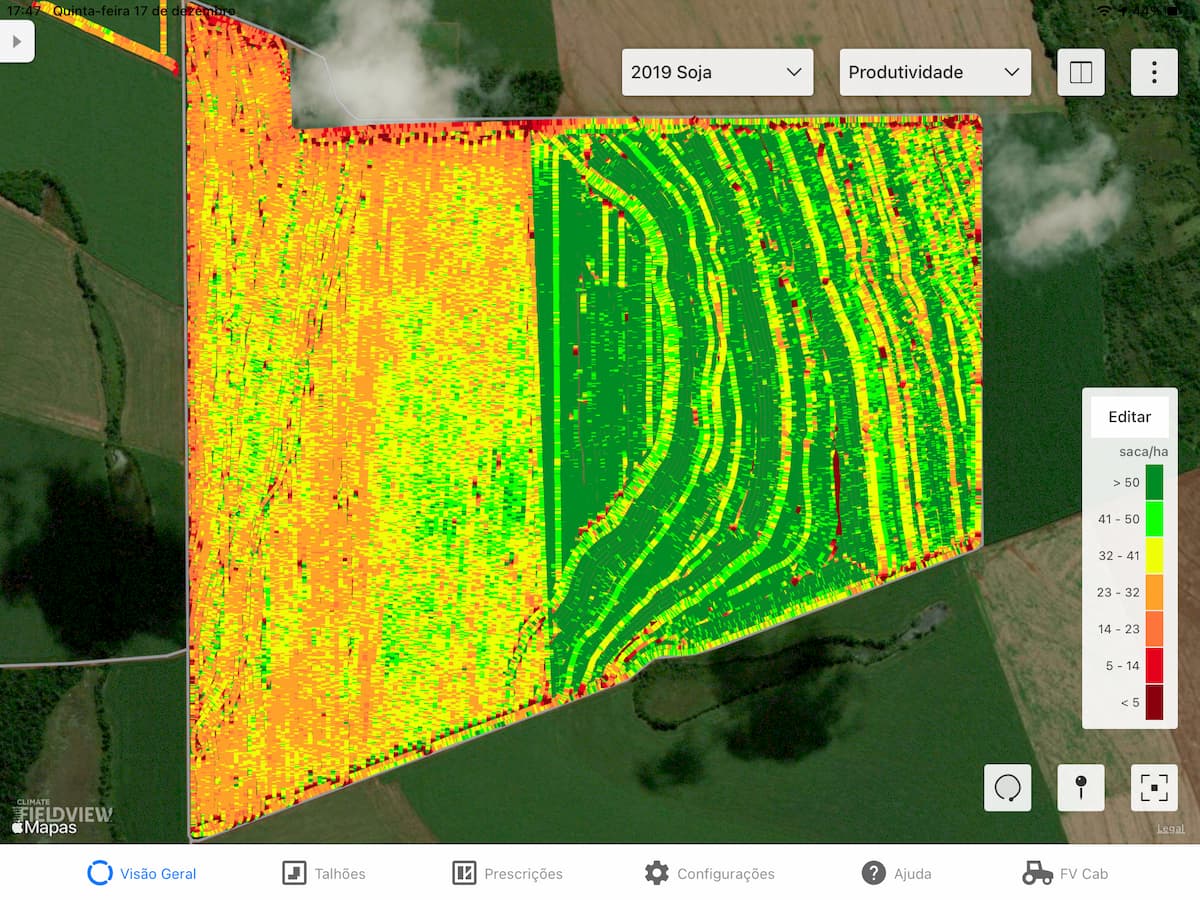 17:47 Quinta-feira 17 de dezembro
44%
2019 Soja
Produtividade
Editar
saca/ha
> 50
41 - 50
32 - 41
23 - 32
14 - 23
5 - 14
< 5
CLIMATE
FIELDVIEW
Mapas
Legal
Visão Geral
Talhões
Prescrições
Configurações
? Ajuda
FV Cab